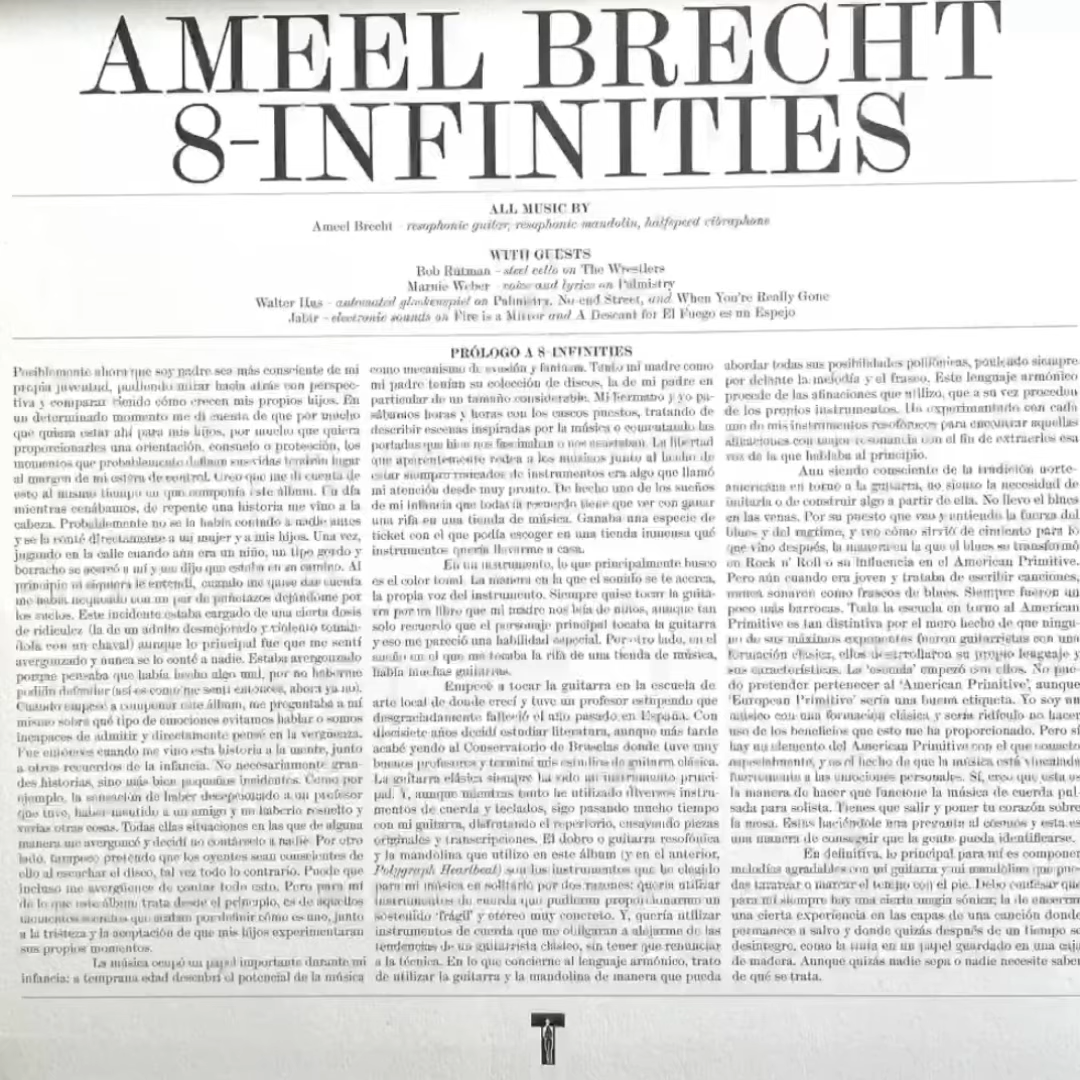 AMEEL BRECHT
8-INFINITIES
ALL MUSIC BY
Ameel Brecht - resophonic guitar, resophonic mandolin, halfspeed vibraphone
WITH GUESTS
Bob Rutman - steel cello on The Wrestlers
Marnie Weber - voice and lyrics on Palmistry
Walter Hus - automated glockenspiel on Palmistry, No-end Street, and When You're Really Gone
Jabir - electronic sounds on Fire is a Mirror and A Descant for El Fuego es un Espejo
PRÓLOGO A 8-INFINITIES
Posiblemente ahora que soy padre sea más consciente de mi
propia juventud, pudiendo mirar hacia atrás con perspec-
tiva y comparar viendo cómo crecen mis propios hijos. En
un determinado momento me di cuenta de que por mucho
que quiera estar ahí para mis hijos, por mucho que quiera
proporcionarles una orientación, consuelo o protección, los
momentos que probablemente definan sus vidas tendrán lugar
al margen de mi esfera de control. Creo que me di cuenta de
esto al mismo tiempo en que componía este álbum. Un día
mientras cenábamos, de repente una historia me vino a la
cabeza. Probablemente no se la había contado a nadie antes
y se la conté directamente a mi mujer y a mis hijos. Una vez,
jugando en la calle cuando aún era un niño, un tipo gordo y
borracho se acercó a mí y me dijo que estaba en su camino. Al
principio ni siquiera le entendí, cuando me quise dar cuenta
me había noqueado con un par de puñetazos dejándome por
los suelos. Este incidente estaba cargado de una cierta dosis
de ridículez (la de un adulto desmejorado y violento tomán-
dola con un chaval) aunque lo principal fue que me sentí
avergonzado y nunca se lo conté a nadie. Estaba avergonzado
porque pensaba que había hecho algo mal, por no haberme
podido defender (así es como me sentí entonces, ahora ya no).
Cuando empecé a componer este álbum, me preguntaba a mí
mismo sobre qué tipo de emociones evitamos hablar o somos
incapaces de admitir y directamente pensé en la vergüenza.
Fue entonces cuando me vino esta historia a la mente, junto
a otros recuerdos de la infancia. No necesariamente gran-
des historias, sino más bien pequeños incidentes. Como por
ejemplo, la sensación de haber decepcionado a un profesor
que tuve, haber mentido a un amigo y no haberlo resuelto y
varias otras cosas. Todas ellas situaciones en las que de alguna
manera me avergoncé y decidí no contárselo a nadie. Por otro
lado, tampoco pretendo que los oyentes sean conscientes de
ello al escuchar el disco, tal vez todo lo contrario. Puede que
incluso me avergüence de contar todo esto. Pero para mí
de lo que este álbum trata desde el principio, es de aquellos
momentos secretos que acaban por definir cómo es uno, junto
a la tristeza y la aceptación de que mis hijos experimentaran
sus propios momentos.
La música ocupó un papel importante durante mi
infancia: a temprana edad descubrí el potencial de la música
como mecanismo de evasión y fantasía. Tanto mi madre como
mi padre tenían su colección de discos, la de mi padre en
particular de un tamaño considerable. Mi hermano y yo pa-
sábamos horas y horas con los cascos puestos, tratando de
describir escenas inspiradas por la música o comentando las
portadas que bien nos fascinaban o nos asustaban. La libertad
que aparentemente rodea a los músicos junto al hecho de
estar siempre rodeados de instrumentos era algo que llamó
mi atención desde muy pronto. De hecho uno de los sueños
de mi infancia que todavía recuerdo tiene que ver con ganar
una rifa en una tienda de música. Ganaba una especie de
ticket con el que podía escoger en una tienda inmensa qué
instrumentos quería llevarme a casa.
En un instrumento, lo que principalmente busco
es el color tonal. La manera en la que el sonido se te acerca,
la propia voz del instrumento. Siempre quise tocar la guita-
rra por un libro que mi madre nos leía de niños, aunque tan
solo recuerdo que el personaje principal tocaba la guitarra
y eso me pareció una habilidad especial. Por otro lado, en el
sueño en el que me tocaba la rifa de una tienda de música,
había muchas guitarras.
Empecé a tocar la guitarra en la escuela de
arte local de donde crecí y tuve un profesor estupendo que
desgraciadamente falleció el año pasado en España. Con
diecisiete años decidí estudiar literatura, aunque más tarde
acabé yendo al Conservatorio de Bruselas donde tuve muy
buenos profesores y terminé mis estudios de guitarra clásica.
La guitarra clásica siempre ha sido mi instrumento princi-
pal. Y, aunque mientras tanto he utilizado diversos instru-
mentos de cuerda y teclados, sigo pasando mucho tiempo
con mi guitarra, disfrutando el repertorio, ensayando piezas
originales y transcripciones. El dobro o guitarra resofónica
y la mandolina que utilizo en este álbum (y en el anterior,
Polygraph Heartbeat) son los instrumentos que he elegido
para mi música en solitario por dos razones: quería utilizar
instrumentos de cuerda que pudieran proporcionarme un
sostenido 'frágil' y etéreo muy concreto. Y, quería utilizar
instrumentos de cuerda que me obligaran a alejarme de las
tendencias de un guitarrista clásico, sin tener que renunciar
a la técnica. En lo que concierne al lenguaje armónico, trato
de utilizar la guitarra y la mandolina de manera que pueda
abordar todas sus posibilidades polifónicas, poniendo siempre
por delante la melodía y el fraseo. Este lenguaje armónico
procede de las afinaciones que utilizo, que a su vez proceden
de los propios instrumentos. He experimentado con cada
uno de mis instrumentos resofónicos para encontrar aquellas
afinaciones con mejor resonancia con el fin de extraerles esa
voz de la que hablaba al principio.
Aun siendo consciente de la tradición norte-
americana en torno a la guitarra, no siento la necesidad de
imitarla o de construir algo a partir de ella. No llevo el blues
en las venas. Por su puesto que veo y entiendo la fuerza del
blues y del ragtime, y veo cómo sirvió de cimiento para lo
que vino después, la manera en la que el blues se transformó
en Rock n' Roll o su influencia en el American Primitive.
Pero aún cuando era joven y trataba de escribir canciones,
nunca sonaron como frases de blues. Siempre fueron un
poco más barrocas. Toda la escuela en torno al American
Primitive es tan distintiva por el mero hecho de que ningu-
no de sus máximos exponentes fueron guitarristas con una
formación clásica, ellos desarrollaron su propio lenguaje y
sus características. La 'escuela' empezó con ellos. No pue-
do pretender pertenecer al 'American Primitive', aunque
'European Primitive' sería una buena etiqueta. Yo soy un
músico con una formación clásica y sería ridículo no hacer
uso de los beneficios que esto me ha proporcionado. Pero sí
hay un elemento del American Primitive con el que conecto
especialmente, y es el hecho de que la música está vinculada
fuertemente a las emociones personales. Sí, creo que esta es
la manera de hacer que funcione la música de cuerda pul-
sada para solista. Tienes que salir y poner tu corazón sobre
la mesa. Estás haciéndole una pregunta al cosmos y esta es
una manera de conseguir que la gente pueda identificarse.
En definitiva, lo principal para mí es componer
melodías agradables con mi guitarra y mi mandolina que pue-
das tararear o marcar el tempo con el pie. Debo confesar que
para mí siempre hay una cierta magia sónica; la de encerrar
una cierta experiencia en las capas de una canción donde
permanece a salvo y donde quizás después de un tiempo se
desintegre, como la tinta en un papel guardado en una caja
de madera. Aunque quizás nadie sepa o nadie necesite saber
de qué se trata.
T